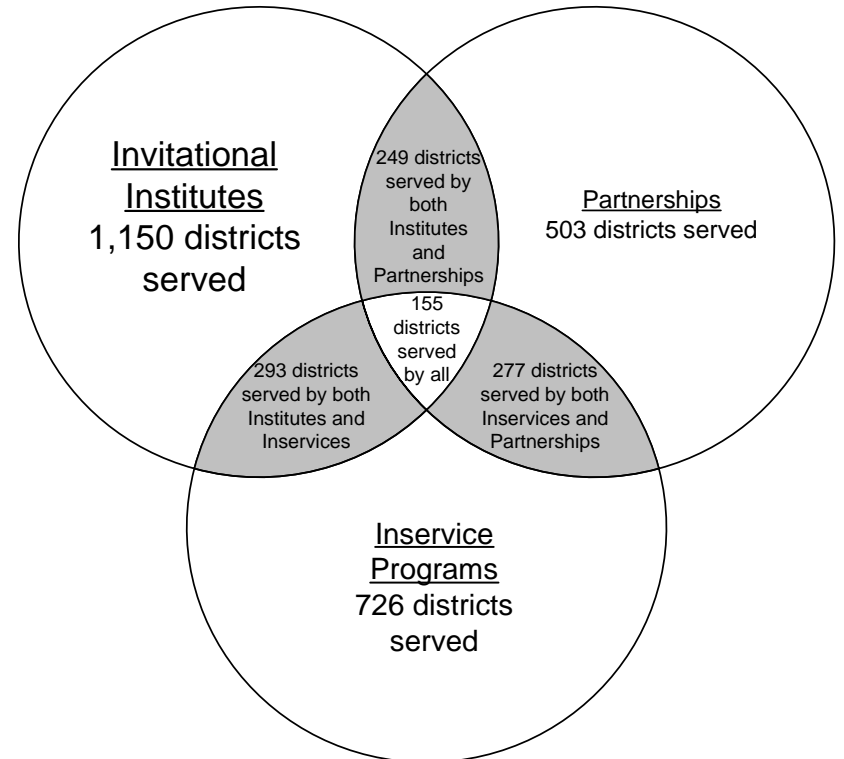 Invitational
Institutes
1,150 districts
served
249 districts
served by
both
Institutes
and
Partnerships
Partnerships
503 districts served
155
districts
served
by all
293 districts
served by both
Institutes and
Inservices
277 districts
served by both
Inservices and
Partnerships
Inservice
Programs
726 districts
served